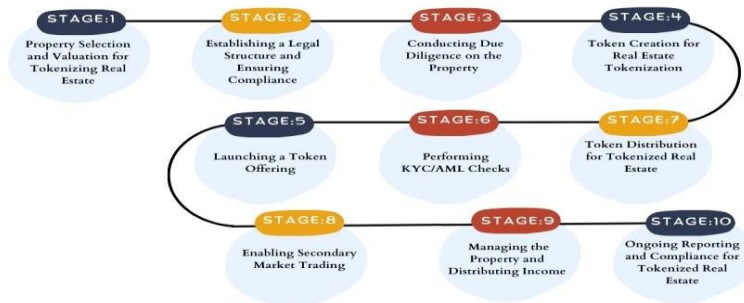 STAGE:1
Property Selection
and Valuation for
Tokenizing Real
Estate
STAGE:2
Establishing a Legal
Structure and
Ensuring
Compliance
STAGE:3
Conducting Due
Diligence on the
Property
STAGE:4
Token Creation for
Real Estate
Tokenization
STAGE:5
Launching a Token
Offering
STAGE:6
Performing
KYC/AML Checks
STAGE:7
Token Distribution
for Tokenized Real
Estate
STAGE:8
Enabling Secondary
Market Trading
STAGE:9
Managing the
Property and
Distributing Income
STAGE:10
Ongoing Reporting
and Compliance for
Tokenized Real
Estate